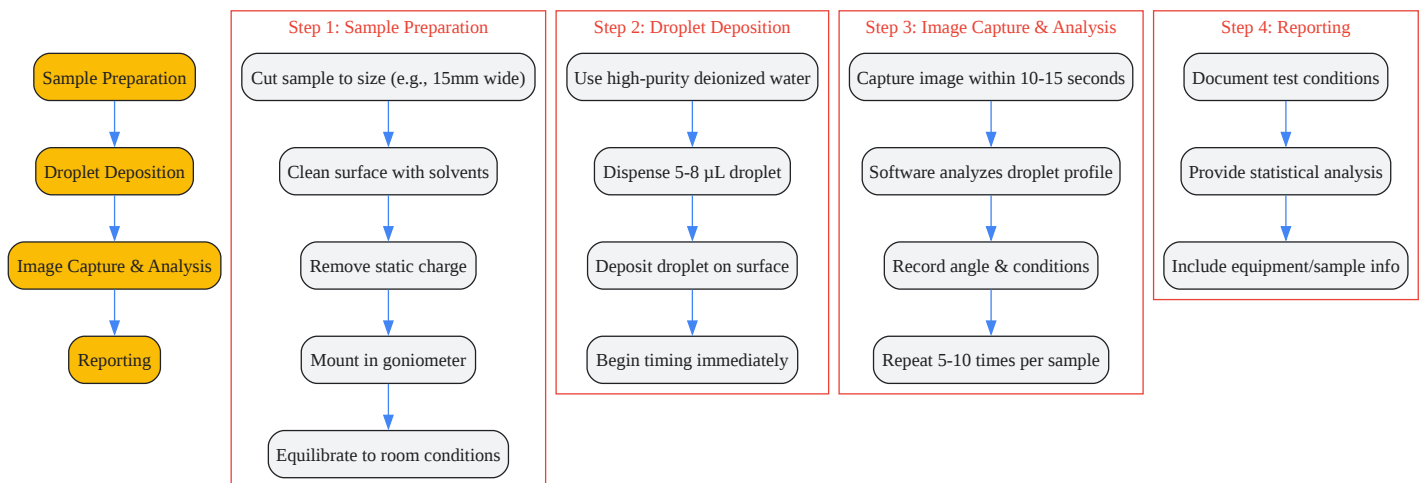 Sample Preparation
Droplet Deposition
Image Capture & Analysis
Reporting
Step 1: Sample Preparation
Cut sample to size (e.g., 15mm wide)
Clean surface with solvents
Remove static charge
Mount in goniometer
Equilibrate to room conditions
Step 2: Droplet Deposition
Use high-purity deionized water
Dispense 5-8 µL droplet
Deposit droplet on surface
Begin timing immediately
Step 3: Image Capture & Analysis
Capture image within 10-15 seconds
Software analyzes droplet profile
Record angle & conditions
Repeat 5-10 times per sample
Step 4: Reporting
Document test conditions
Provide statistical analysis
Include equipment/sample info